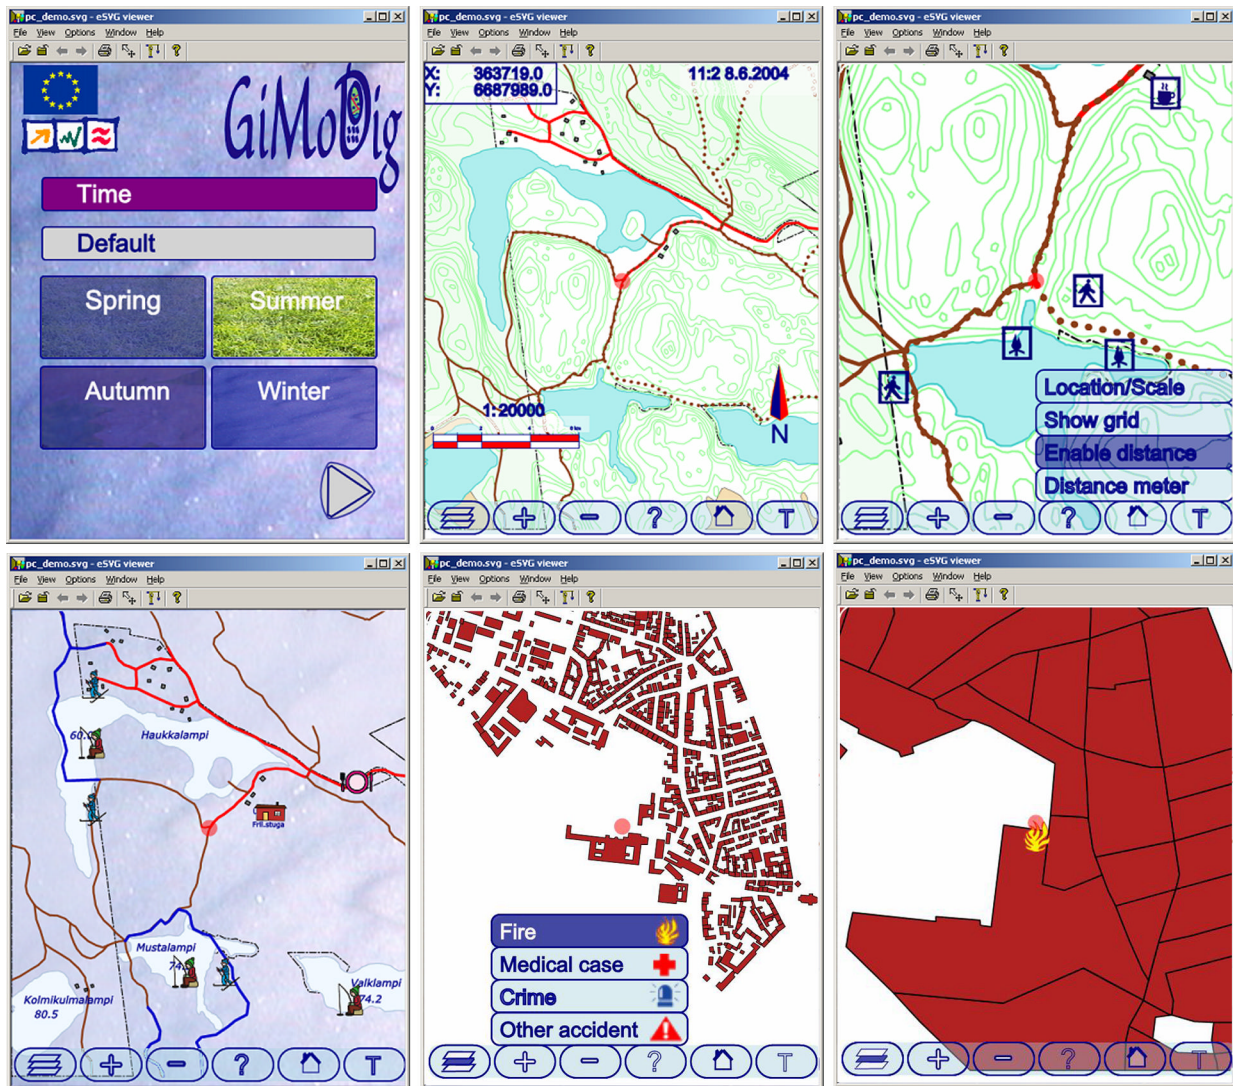 pc_demo.svg - eSVG viewer
File View Options Window Help
GiMoDig
Time
Default
Spring
Summer
Autumn
Winter
pc_demo.svg - eSVG viewer
File View Options Window Help
X: 363719.0
Y: 6687989.0
11:2 8.6.2004
1:20000
0 2 4 8 km
N
T
pc_demo.svg - eSVG viewer
File View Options Window Help
Location/Scale
Show grid
Enable distance
Distance meter
+ - ? T
pc_demo.svg - eSVG viewer
File View Options Window Help
Haukkalampi
Fril.stuga
Mustalampi
Kolmikulmalampi
80.5
Valklampi
74.2
+ - ? T
pc_demo.svg - eSVG viewer
File View Options Window Help
Fire
Medical case
Crime
Other accident
+ - ? T
pc_demo.svg - eSVG viewer
File View Options Window Help
+ - ? T